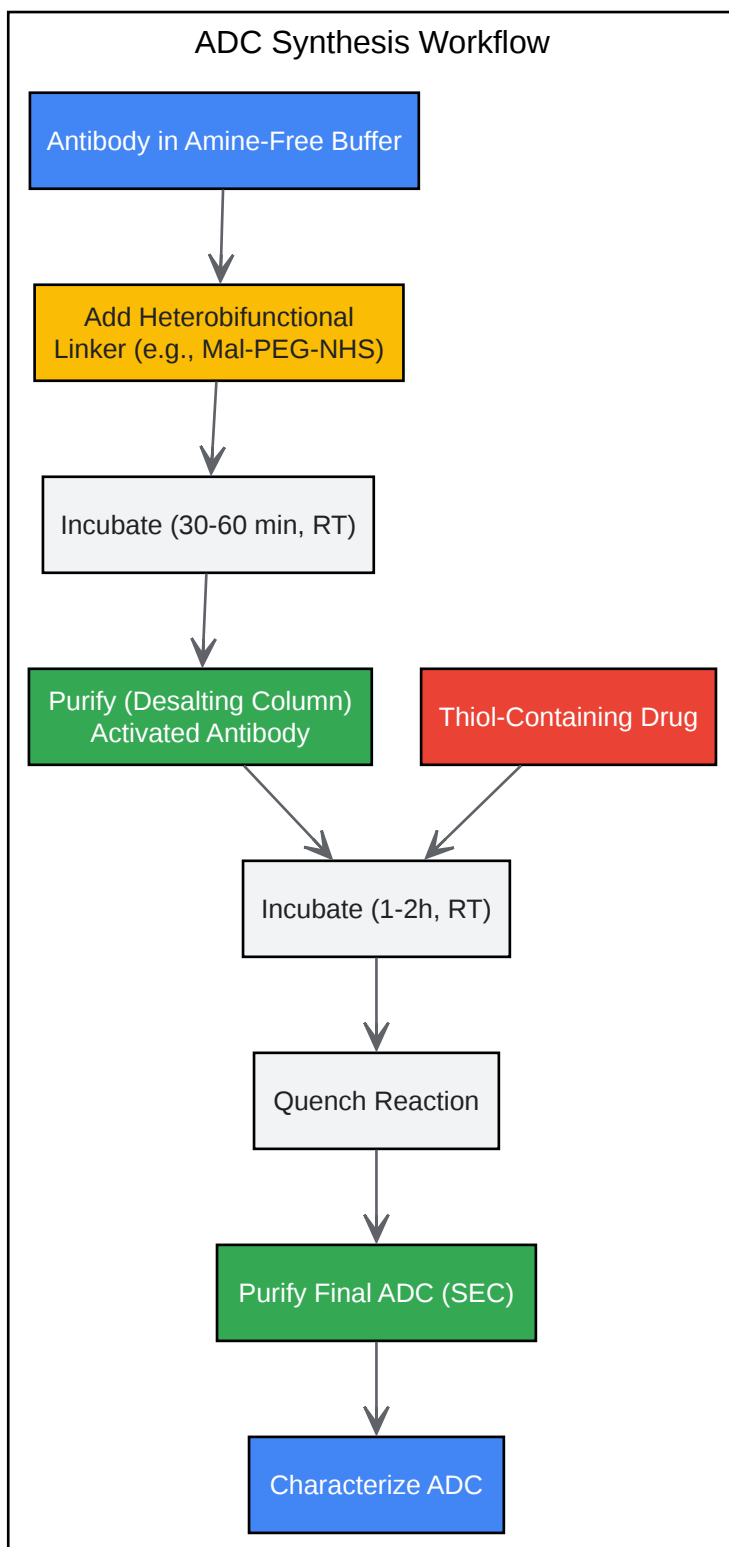 ADC Synthesis Workflow
Antibody in Amine-Free Buffer
Add Heterobifunctional
Linker (e.g., Mal-PEG-NHS)
Incubate (30-60 min, RT)
Purify (Desalting Column)
Activated Antibody
Thiol-Containing Drug
Incubate (1-2h, RT)
Quench Reaction
Purify Final ADC (SEC)
Characterize ADC